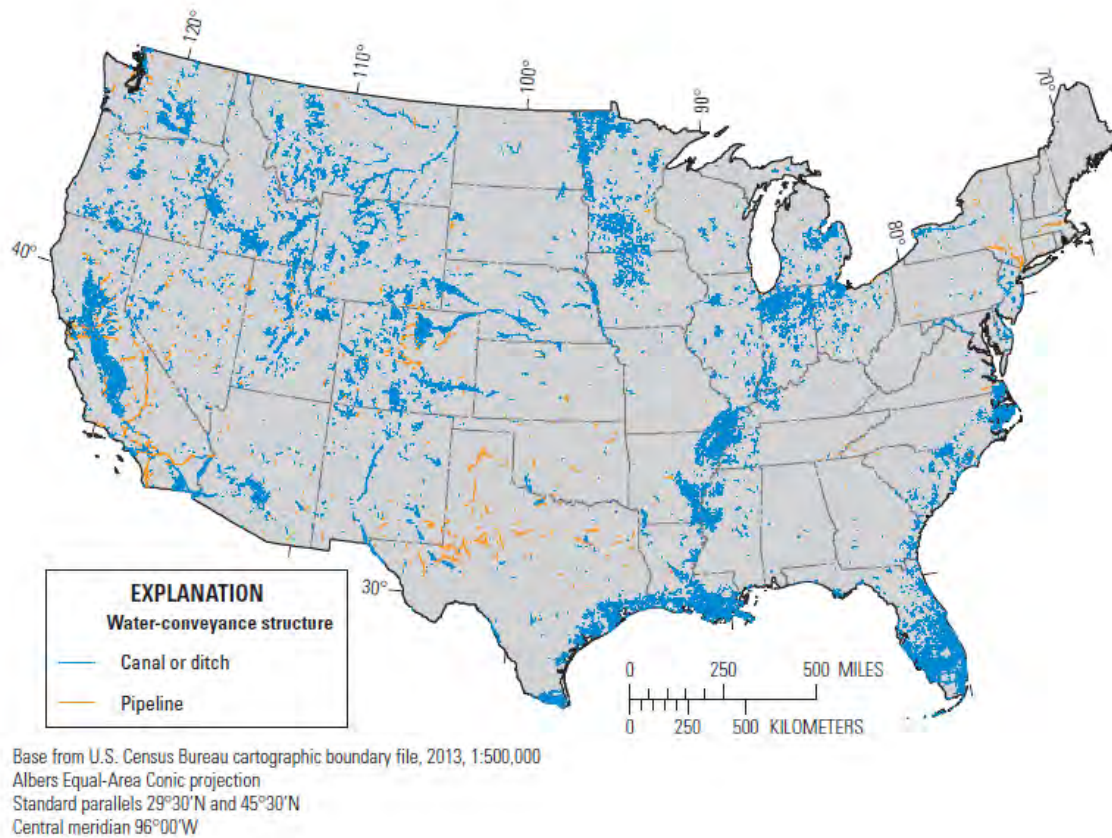 120°
110°
100°
90°
70°
40°
80°
30°
EXPLANATION
Water-conveyance structure
Canal or ditch
Pipeline
0 250 500 MILES
0 250 500 KILOMETERS
Base from U.S. Census Bureau cartographic boundary file, 2013, 1:500,000
Albers Equal-Area Conic projection
Standard parallels 29°30'N and 45°30'N
Central meridian 96°00'W